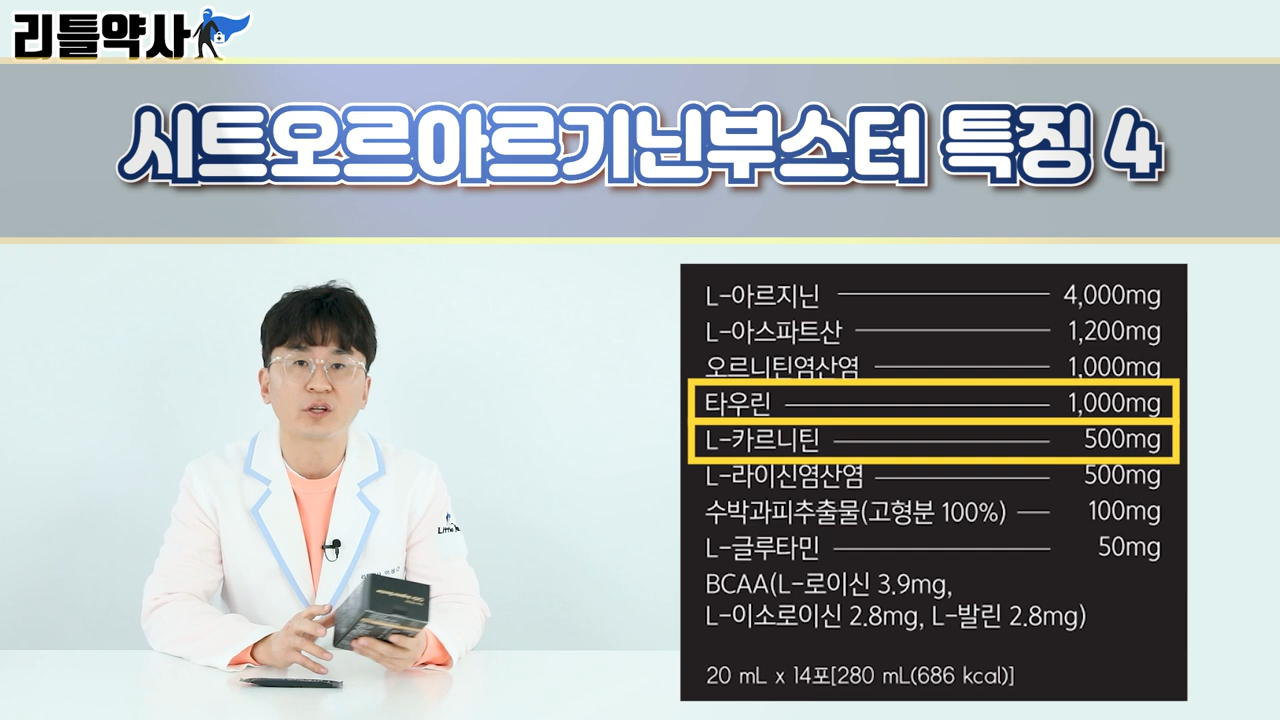 리틀약사
시트오르아르기닌부스터 특징 4
L-아르지닌 4,000mg
L-아스파트산 1,200mg
오르니틴염산염 1,000mg
타우린 1,000mg
L-카르니틴 500mg
L-라이신염산염 500mg
수박과피추출물(고형분 100%) 100mg
L-글루타민 50mg
BCAA(L-로이신 3.9mg,
L-이소로이신 2.8mg, L-발린 2.8mg)
20 mL x 14포[280 mL(686 kcal)]